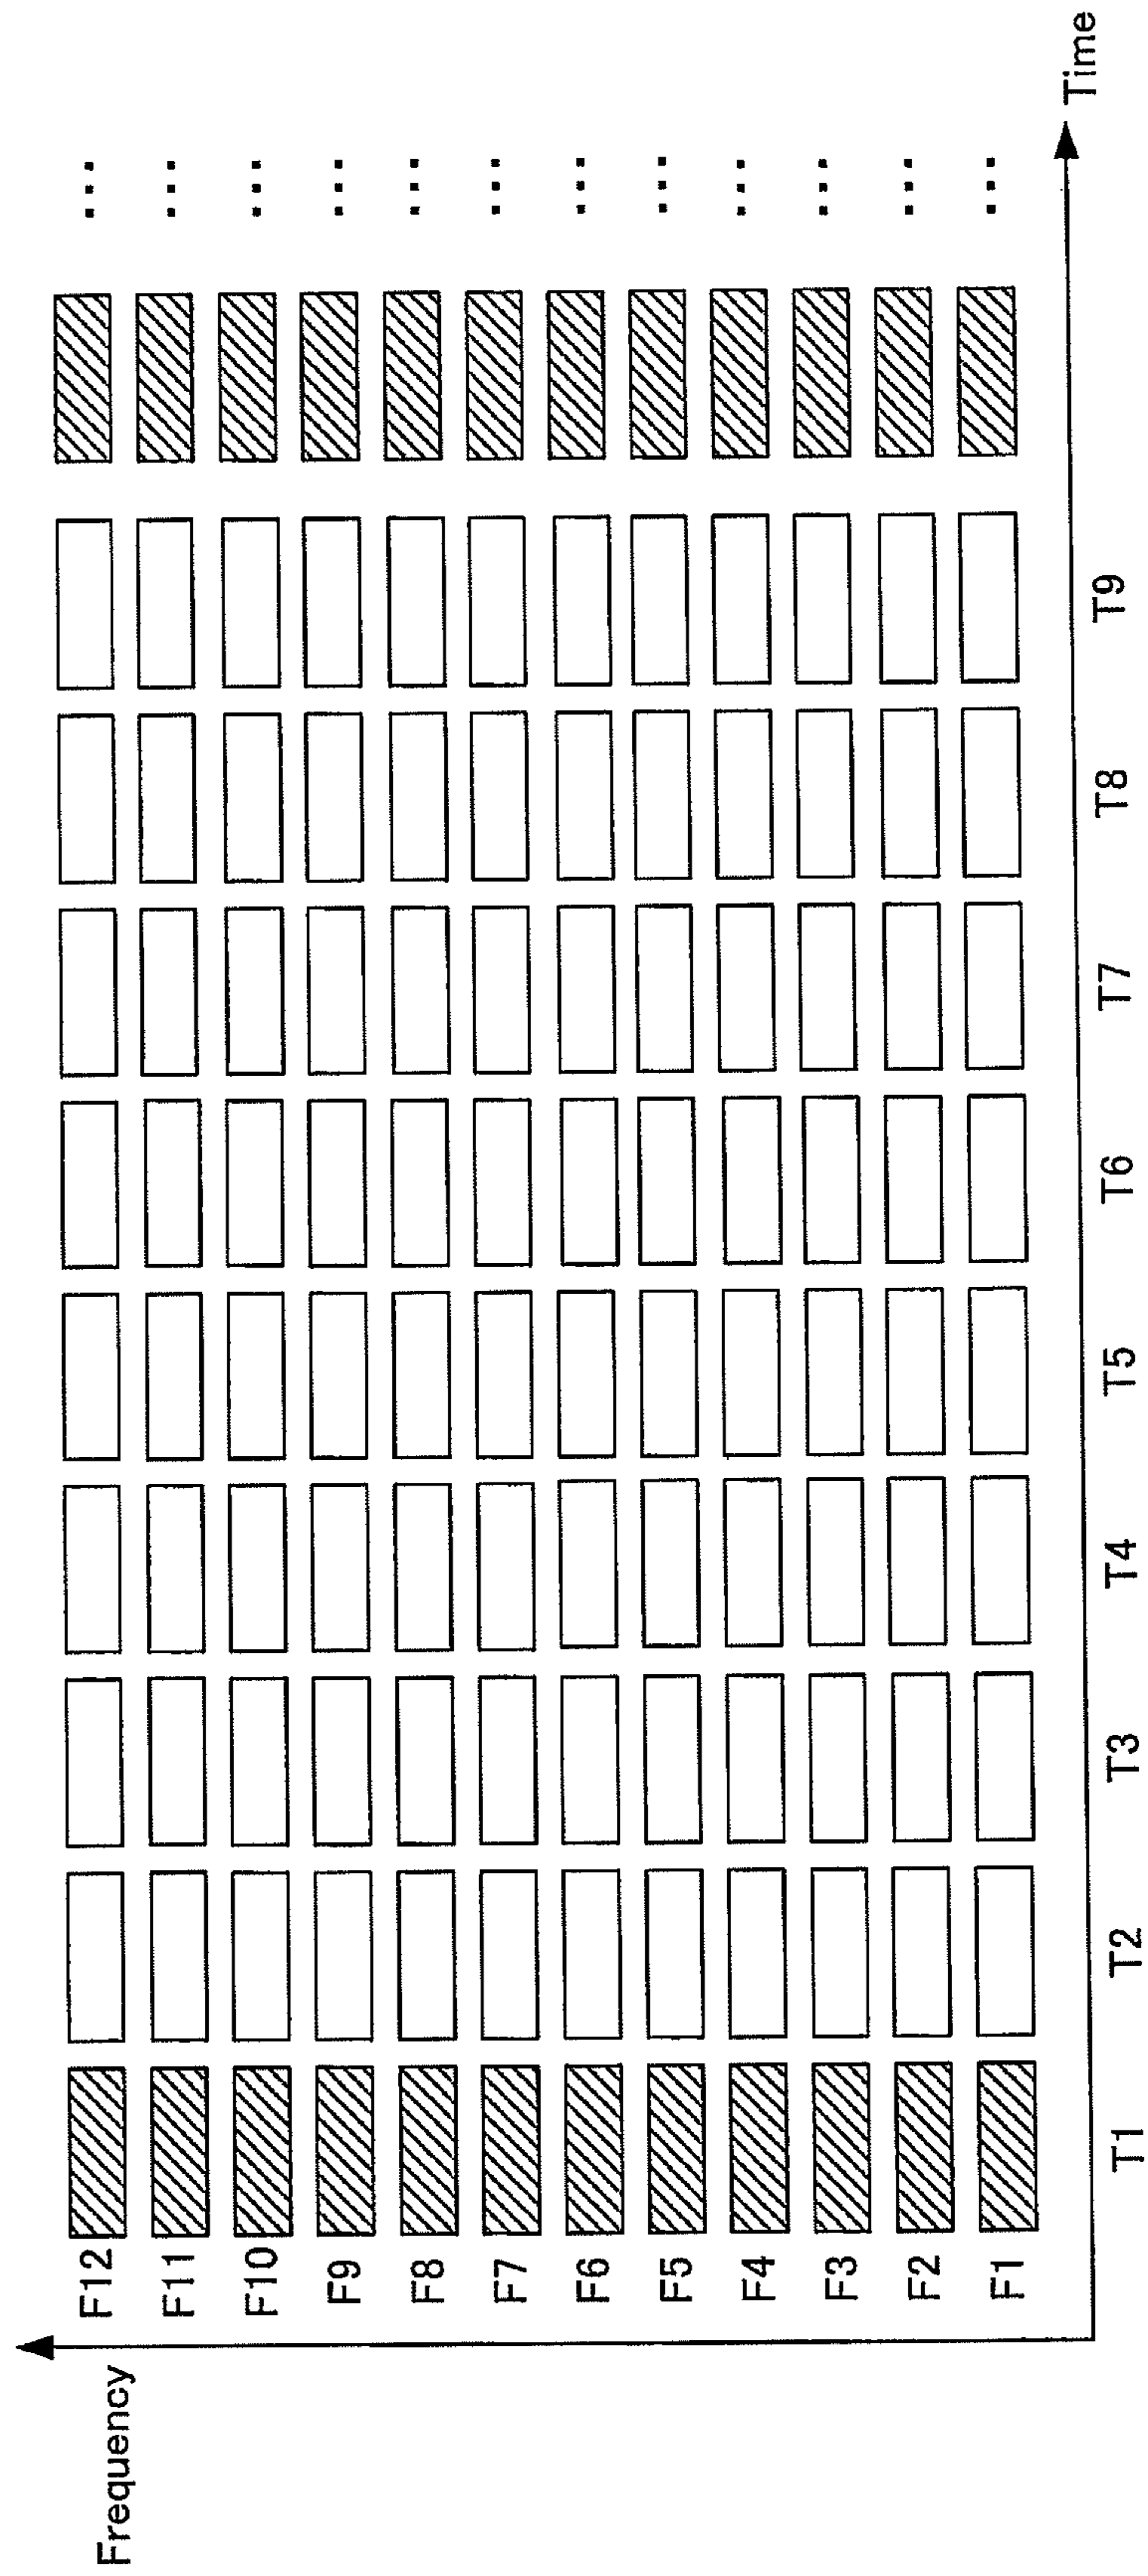 Frequency
F12
F11
F10
F9
F8
F7
F6
F5
F4
F3
F2
F1
T1 T2 T3 T4 T5 T6 T7 T8 T9
Time